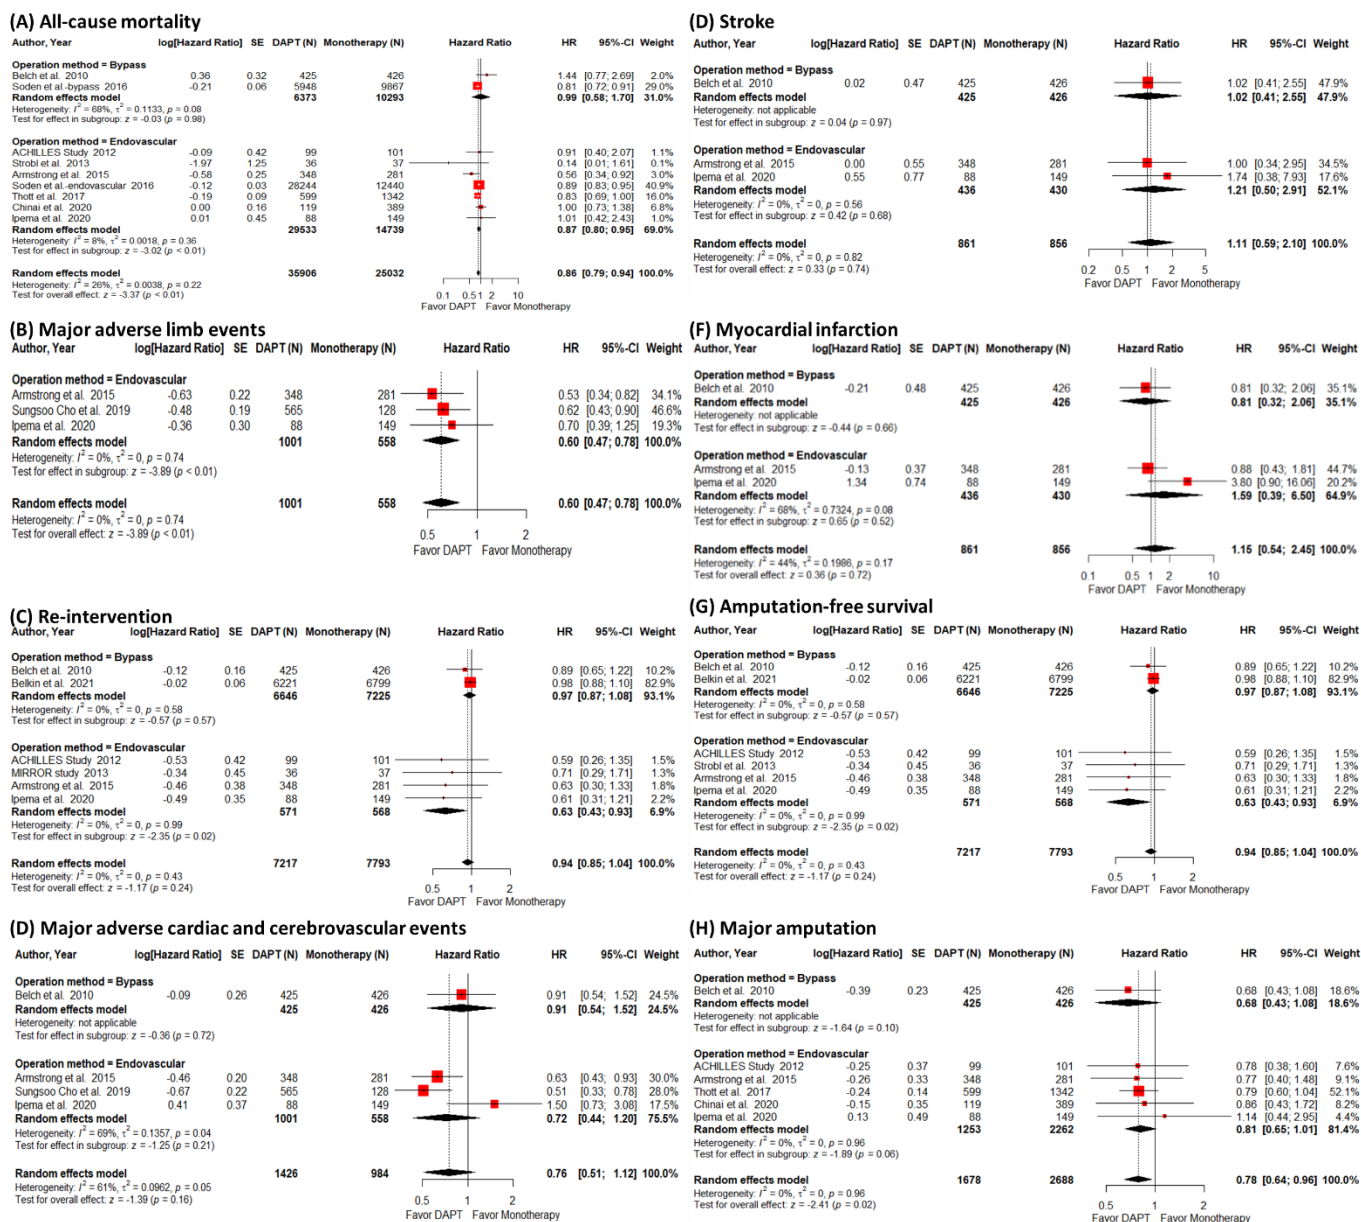 (A) All-cause mortality
Author, Year log[Hazard Ratio] SE DAPT (N) Monotherapy (N) Hazard Ratio HR 95%-CI Weight
Operation method = Bypass
Belch et al. 2010 0.36 0.32 425 426 1.44 [0.77; 2.69] 2.0%
Soden et al.-bypass 2016 -0.21 0.06 5948 9867 0.81 [0.72; 0.91] 29.0%
Random effects model 6373 10293 0.99 [0.58; 1.70] 31.0%
Heterogeneity: I² = 68%, τ² = 0.1133, p = 0.08
Test for effect in subgroup: z = -0.03 (p = 0.98)
Operation method = Endovascular
ACHILLES Study 2012 -0.09 0.42 99 101 0.91 [0.40; 2.07] 1.1%
Strobl et al. 2013 -1.97 1.25 36 37 0.14 [0.01; 1.61] 0.1%
Armstrong et al. 2015 -0.58 0.25 348 281 0.56 [0.34; 0.92] 3.1%
Soden et al.-endovascular 2016 -0.12 0.03 28244 12440 0.89 [0.83; 0.95] 40.9%
Thott et al. 2017 -0.19 0.09 599 1342 0.83 [0.69; 1.00] 16.0%
Chinai et al. 2020 0.00 0.16 119 389 1.00 [0.73; 1.38] 6.9%
Ipema et al. 2020 0.01 0.45 88 149 1.01 [0.42; 2.43] 1.0%
Random effects model 29533 14739 0.87 [0.80; 0.95] 69.0%
Heterogeneity: I² = 8%, τ² = 0.0018, p = 0.36
Test for effect in subgroup: z = -3.02 (p < 0.01)
Random effects model 35906 25032 0.86 [0.79; 0.94] 100.0%
Heterogeneity: I² = 26%, τ² = 0.0038, p = 0.22
Test for overall effect: z = -3.37 (p < 0.01)
0.1 0.5 1 2 10
Favor DAPT Favor Monotherapy
(B) Major adverse limb events
Author, Year log[Hazard Ratio] SE DAPT (N) Monotherapy (N) Hazard Ratio HR 95%-CI Weight
Operation method = Endovascular
Armstrong et al. 2015 -0.63 0.22 348 281 0.53 [0.34; 0.82] 34.1%
Sungsoo Cho et al. 2019 -0.48 0.19 565 128 0.62 [0.43; 0.90] 46.6%
Ipema et al. 2020 -0.36 0.30 88 149 0.70 [0.39; 1.25] 19.3%
Random effects model 1001 558 0.60 [0.47; 0.78] 100.0%
Heterogeneity: I² = 0%, τ² = 0, p = 0.74
Test for effect in subgroup: z = -3.89 (p < 0.01)
Random effects model 1001 558 0.60 [0.47; 0.78] 100.0%
Heterogeneity: I² = 0%, τ² = 0, p = 0.74
Test for overall effect: z = -3.89 (p < 0.01)
0.5 1 2
Favor DAPT Favor Monotherapy
(C) Re-intervention
Author, Year log[Hazard Ratio] SE DAPT (N) Monotherapy (N) Hazard Ratio HR 95%-CI Weight
Operation method = Bypass
Belch et al. 2010 -0.12 0.16 425 426 0.89 [0.65; 1.22] 10.2%
Belkin et al. 2021 -0.02 0.06 6221 6799 0.98 [0.88; 1.10] 82.9%
Random effects model 6646 7225 0.97 [0.87; 1.08] 93.1%
Heterogeneity: I² = 0%, τ² = 0, p = 0.58
Test for effect in subgroup: z = -0.57 (p = 0.57)
Operation method = Endovascular
ACHILLES Study 2012 -0.53 0.42 99 101 0.59 [0.26; 1.35] 1.5%
MIRROR study 2013 -0.34 0.45 36 37 0.71 [0.29; 1.71] 1.3%
Armstrong et al. 2015 -0.46 0.38 348 281 0.63 [0.30; 1.33] 1.8%
Ipema et al. 2020 -0.49 0.35 88 149 0.61 [0.31; 1.21] 2.2%
Random effects model 571 568 0.63 [0.43; 0.93] 6.9%
Heterogeneity: I² = 0%, τ² = 0, p = 0.99
Test for effect in subgroup: z = -2.35 (p = 0.02)
Random effects model 7217 7793 0.94 [0.85; 1.04] 100.0%
Heterogeneity: I² = 0%, τ² = 0, p = 0.43
Test for overall effect: z = -1.17 (p = 0.24)
0.5 1 2
Favor DAPT Favor Monotherapy
(D) Major adverse cardiac and cerebrovascular events
Author, Year log[Hazard Ratio] SE DAPT (N) Monotherapy (N) Hazard Ratio HR 95%-CI Weight
Operation method = Bypass
Belch et al. 2010 -0.09 0.26 425 426 0.91 [0.54; 1.52] 24.5%
Random effects model 425 426 0.91 [0.54; 1.52] 24.5%
Heterogeneity: not applicable
Test for effect in subgroup: z = -0.36 (p = 0.72)
Operation method = Endovascular
Armstrong et al. 2015 -0.46 0.20 348 281 0.63 [0.43; 0.93] 30.0%
Sungsoo Cho et al. 2019 -0.67 0.22 565 128 0.51 [0.33; 0.78] 28.0%
Ipema et al. 2020 0.41 0.37 88 149 1.50 [0.73; 3.08] 17.5%
Random effects model 1001 558 0.72 [0.44; 1.20] 75.5%
Heterogeneity: I² = 69%, τ² = 0.1357, p = 0.04
Test for effect in subgroup: z = -1.25 (p = 0.21)
Random effects model 1426 984 0.76 [0.51; 1.12] 100.0%
Heterogeneity: I² = 61%, τ² = 0.0962, p = 0.05
Test for overall effect: z = -1.39 (p = 0.16)
0.5 1 2
Favor DAPT Favor Monotherapy
(D) Stroke
Author, Year log[Hazard Ratio] SE DAPT (N) Monotherapy (N) Hazard Ratio HR 95%-CI Weight
Operation method = Bypass
Belch et al. 2010 0.02 0.47 425 426 1.02 [0.41; 2.55] 47.9%
Random effects model 425 426 1.02 [0.41; 2.55] 47.9%
Heterogeneity: not applicable
Test for effect in subgroup: z = 0.04 (p = 0.97)
Operation method = Endovascular
Armstrong et al. 2015 0.00 0.55 348 281 1.00 [0.34; 2.95] 34.5%
Ipema et al. 2020 0.55 0.77 88 149 1.74 [0.38; 7.93] 17.6%
Random effects model 436 430 1.21 [0.50; 2.91] 52.1%
Heterogeneity: I² = 0%, τ² = 0, p = 0.56
Test for effect in subgroup: z = 0.42 (p = 0.68)
Random effects model 861 856 1.11 [0.59; 2.10] 100.0%
Heterogeneity: I² = 0%, τ² = 0, p = 0.82
Test for overall effect: z = 0.33 (p = 0.74)
0.2 0.5 1 2 5
Favor DAPT Favor Monotherapy
(F) Myocardial infarction
Author, Year log[Hazard Ratio] SE DAPT (N) Monotherapy (N) Hazard Ratio HR 95%-CI Weight
Operation method = Bypass
Belch et al. 2010 -0.21 0.48 425 426 0.81 [0.32; 2.06] 35.1%
Random effects model 425 426 0.81 [0.32; 2.06] 35.1%
Heterogeneity: not applicable
Test for effect in subgroup: z = -0.44 (p = 0.66)
Operation method = Endovascular
Armstrong et al. 2015 -0.13 0.37 348 281 0.88 [0.43; 1.81] 44.7%
Ipema et al. 2020 1.34 0.74 88 149 3.80 [0.90; 16.06] 20.2%
Random effects model 436 430 1.59 [0.39; 6.50] 64.9%
Heterogeneity: I² = 68%, τ² = 0.7324, p = 0.08
Test for effect in subgroup: z = 0.65 (p = 0.52)
Random effects model 861 856 1.15 [0.54; 2.45] 100.0%
Heterogeneity: I² = 44%, τ² = 0.1986, p = 0.17
Test for overall effect: z = 0.36 (p = 0.72)
0.1 0.5 1 2 10
Favor DAPT Favor Monotherapy
(G) Amputation-free survival
Author, Year log[Hazard Ratio] SE DAPT (N) Monotherapy (N) Hazard Ratio HR 95%-CI Weight
Operation method = Bypass
Belch et al. 2010 -0.12 0.16 425 426 0.89 [0.65; 1.22] 10.2%
Belkin et al. 2021 -0.02 0.06 6221 6799 0.98 [0.88; 1.10] 82.9%
Random effects model 6646 7225 0.97 [0.87; 1.08] 93.1%
Heterogeneity: I² = 0%, τ² = 0, p = 0.58
Test for effect in subgroup: z = -0.57 (p = 0.57)
Operation method = Endovascular
ACHILLES Study 2012 -0.53 0.42 99 101 0.59 [0.26; 1.35] 1.5%
Strobl et al. 2013 -0.34 0.45 36 37 0.71 [0.29; 1.71] 1.3%
Armstrong et al. 2015 -0.46 0.38 348 281 0.63 [0.30; 1.33] 1.8%
Ipema et al. 2020 -0.49 0.35 88 149 0.61 [0.31; 1.21] 2.2%
Random effects model 571 568 0.63 [0.43; 0.93] 6.9%
Heterogeneity: I² = 0%, τ² = 0, p = 0.99
Test for effect in subgroup: z = -2.35 (p = 0.02)
Random effects model 7217 7793 0.94 [0.85; 1.04] 100.0%
Heterogeneity: I² = 0%, τ² = 0, p = 0.43
Test for overall effect: z = -1.17 (p = 0.24)
0.5 1 2
Favor DAPT Favor Monotherapy
(H) Major amputation
Author, Year log[Hazard Ratio] SE DAPT (N) Monotherapy (N) Hazard Ratio HR 95%-CI Weight
Operation method = Bypass
Belch et al. 2010 -0.39 0.23 425 426 0.68 [0.43; 1.08] 18.6%
Random effects model 425 426 0.68 [0.43; 1.08] 18.6%
Heterogeneity: not applicable
Test for effect in subgroup: z = -1.64 (p = 0.10)
Operation method = Endovascular
ACHILLES Study 2012 -0.25 0.37 99 101 0.78 [0.38; 1.60] 7.6%
Armstrong et al. 2015 -0.26 0.33 348 281 0.77 [0.40; 1.48] 9.1%
Thott et al. 2017 -0.24 0.14 599 1342 0.79 [0.60; 1.04] 52.1%
Chinai et al. 2020 -0.15 0.35 119 389 0.86 [0.43; 1.72] 8.2%
Ipema et al. 2020 0.13 0.49 88 149 1.14 [0.44; 2.95] 4.4%
Random effects model 1253 2262 0.81 [0.65; 1.01] 81.4%
Heterogeneity: I² = 0%, τ² = 0, p = 0.96
Test for effect in subgroup: z = -1.89 (p = 0.06)
Random effects model 1678 2688 0.78 [0.64; 0.96] 100.0%
Heterogeneity: I² = 0%, τ² = 0, p = 0.96
Test for overall effect: z = -2.41 (p = 0.02)
0.5 1 2
Favor DAPT Favor Monotherapy